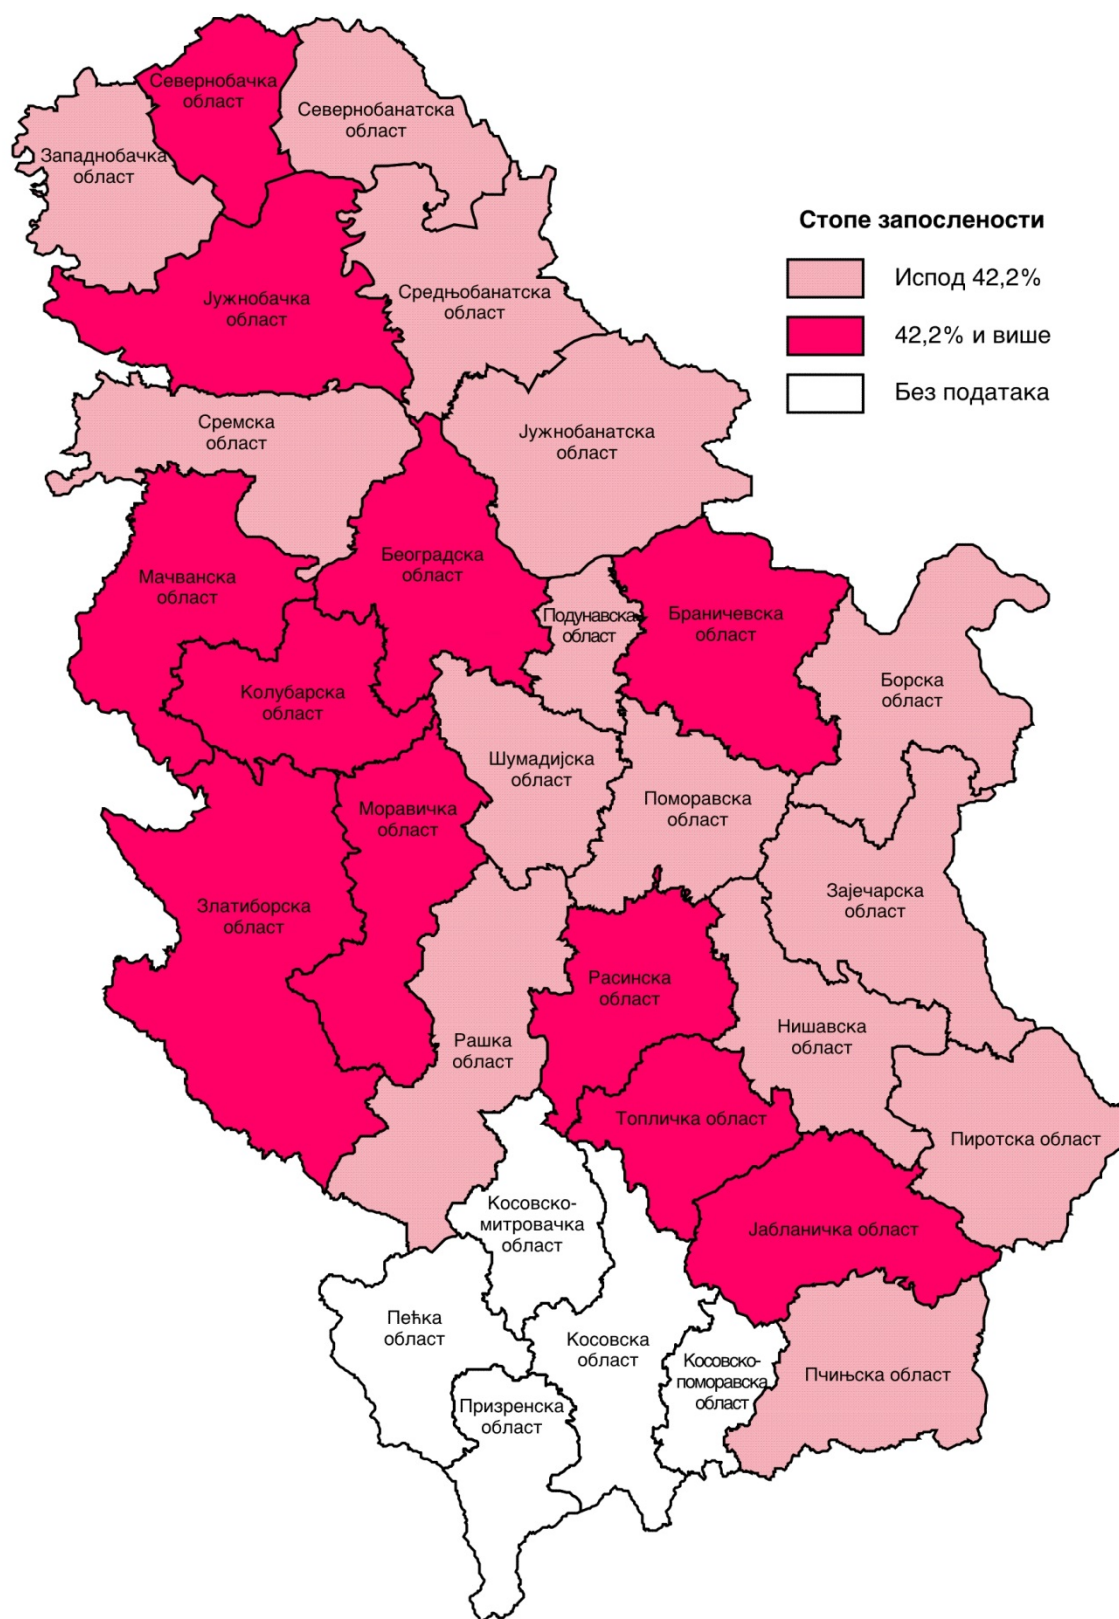 Севернобачка
област
Севернобанатска
област
Западнобачка
област
Стопе запослености
Испод 42,2%
42,2% и више
Без података
Јужнобачка
област
Средњобанатска
област
Сремска
област
Јужнобанатска
област
Мачванска
област
Београдска
област
Подунавска
област
Браничевска
област
Колубарска
област
Борска
област
Шумадијска
област
Моравичка
област
Поморавска
област
Златиборска
област
Зајечарска
област
Расинска
област
Рашка
област
Нишавска
област
Топличка област
Пиротска област
Косовско-
митровачка
област
Јабланичка област
Пећка
област
Косовска
област
Косовско-
поморавска
област
Пчињска област
Призренска
област